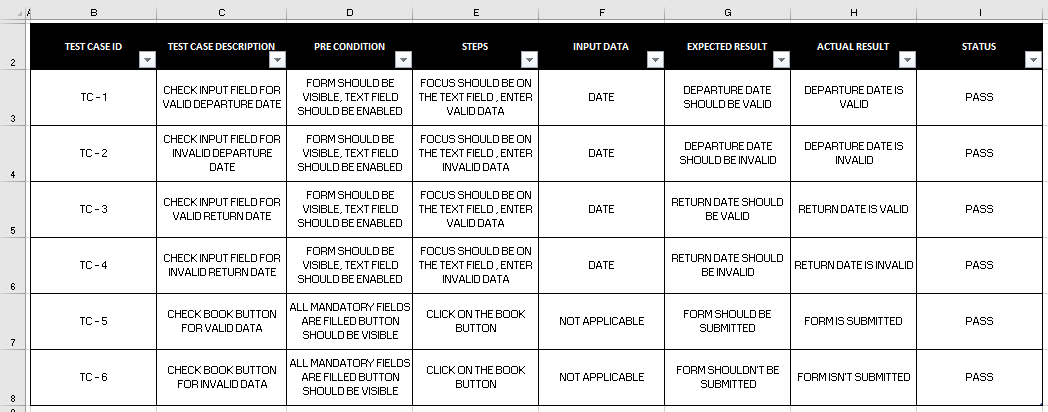 A B C D E F G H I
2 TEST CASE ID TEST CASE DESCRIPTION PRE CONDITION STEPS INPUT DATA EXPECTED RESULT ACTUAL RESULT STATUS
CHECK INPUT FIELD FOR
VALID DEPARTURE DATE
FORM SHOULD BE
VISIBLE, TEXT FIELD
SHOULD BE ENABLED
FOCUS SHOULD BE ON
THE TEXT FIELD , ENTER
VALID DATA
DEPARTURE DATE
SHOULD BE VALID
DEPARTURE DATE IS
VALID
3 TC - 1 DATE PASS
CHECK INPUT FIELD FOR
INVALID DEPARTURE
DATE
FORM SHOULD BE
VISIBLE, TEXT FIELD
SHOULD BE ENABLED
FOCUS SHOULD BE ON
THE TEXT FIELD , ENTER
INVALID DATA
DEPARTURE DATE
SHOULD BE INVALID
DEPARTURE DATE IS
INVALID
4 TC - 2 DATE PASS
CHECK INPUT FIELD FOR
VALID RETURN DATE
FORM SHOULD BE
VISIBLE, TEXT FIELD
SHOULD BE ENABLED
FOCUS SHOULD BE ON
THE TEXT FIELD , ENTER
VALID DATA
RETURN DATE SHOULD
BE VALID
5 TC - 3 DATE RETURN DATE IS VALID PASS
CHECK INPUT FIELD FOR
INVALID RETURN DATE
FORM SHOULD BE
VISIBLE, TEXT FIELD
SHOULD BE ENABLED
FOCUS SHOULD BE ON
THE TEXT FIELD , ENTER
INVALID DATA
RETURN DATE SHOULD
BE INVALID
6 TC - 4 DATE RETURN DATE IS INVALID PASS
CHECK BOOK BUTTON
FOR VALID DATA
ALL MANDATORY FIELDS
ARE FILLED BUTTON
SHOULD BE VISIBLE
CLICK ON THE BOOK
BUTTON
FORM SHOULD BE
SUBMITTED
7 TC - 5 NOT APPLICABLE FORM IS SUBMITTED PASS
CHECK BOOK BUTTON
FOR INVALID DATA
ALL MANDATORY FIELDS
ARE FILLED BUTTON
SHOULD BE VISIBLE
CLICK ON THE BOOK
BUTTON
FORM SHOULDN'T BE
SUBMITTED
8 TC - 6 NOT APPLICABLE FORM ISN'T SUBMITTED PASS